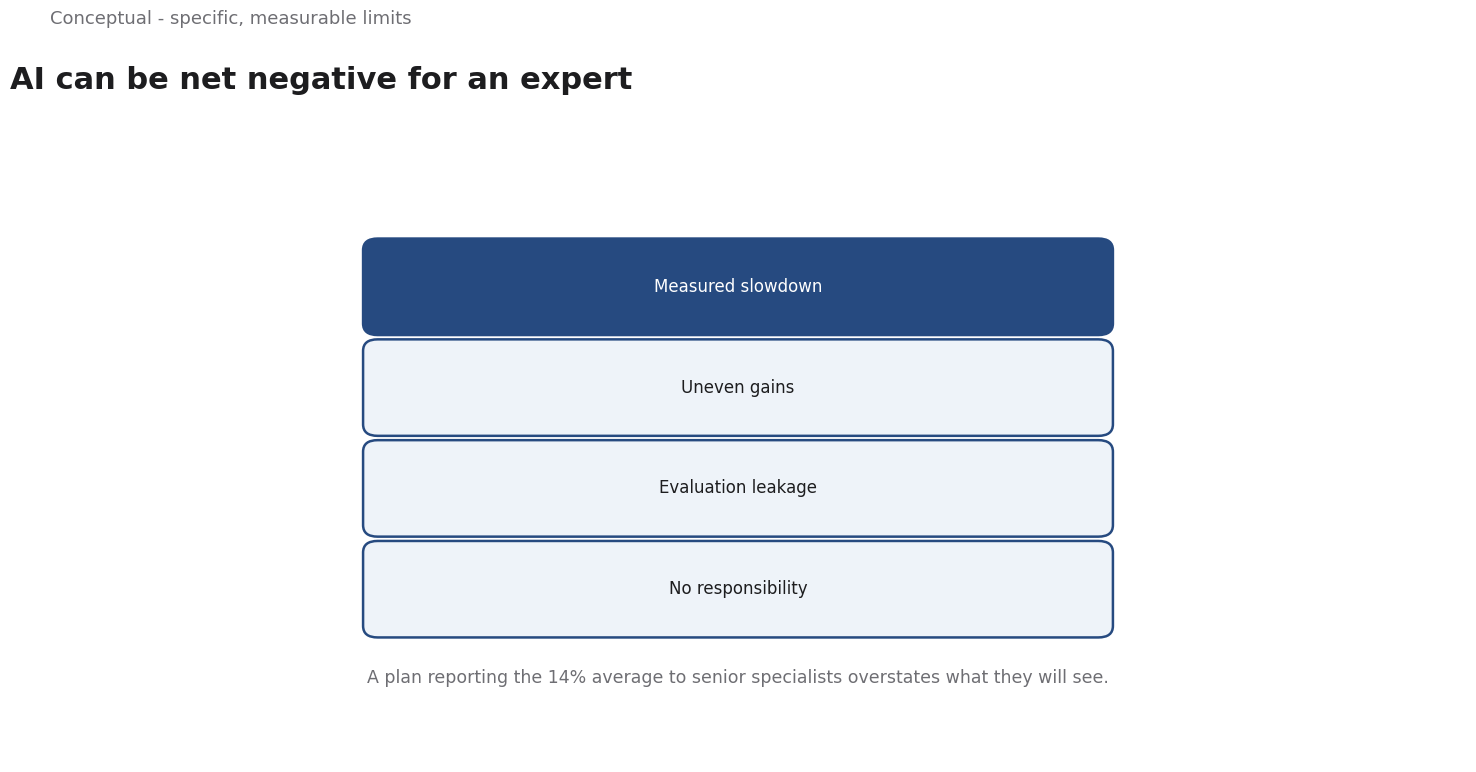 Conceptual - specific, measurable limits
AI can be net negative for an expert
Measured slowdown
Uneven gains
Evaluation leakage
No responsibility
A plan reporting the 14% average to senior specialists overstates what they will see.